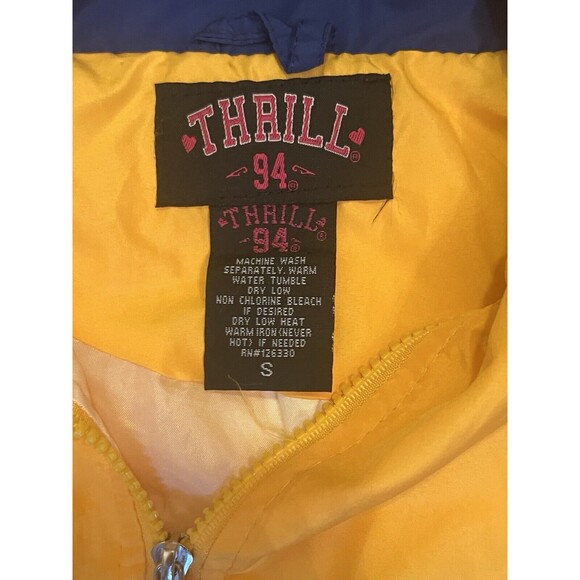 THRILL ®
94®
THRILL ®
94®
MACHINE WASH
SEPARATELY. WARM
WATER TUMBLE
DRY LOW
NON CHLORINE BLEACH
IF DESIRED
DRY LOW HEAT
WARM IRON (NEVER
HOT) IF NEEDED
RN#126330
S